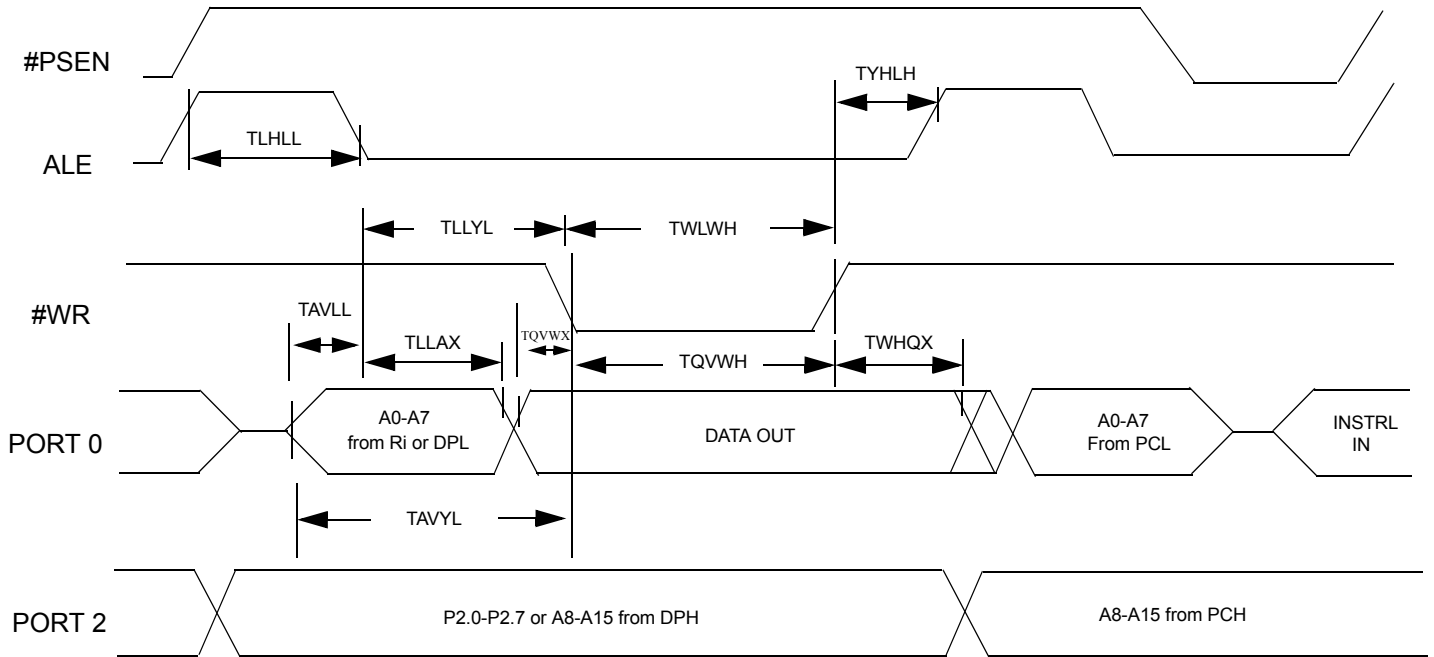 #PSEN
TYHLH
TLHLL
ALE
TLLYL
TWLWH
#WR
TAVLL
TLLAX
TQVWX
TQVWH
TWHQX
PORT 0
A0-A7
from Ri or DPL
DATA OUT
A0-A7
From PCL
INSTRL
IN
TAVYL
PORT 2
P2.0-P2.7 or A8-A15 from DPH
A8-A15 from PCH